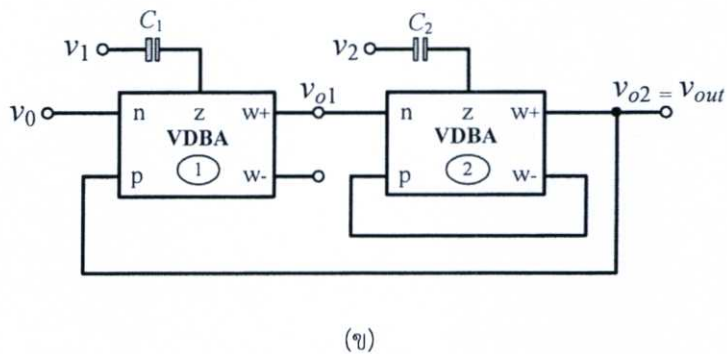 C₁
v₁
C₂
v₂
v₀
n
z
w+
VDBA
1
p
w-
vₒ₁
n
z
w+
VDBA
2
p
w-
vₒ₂ = vₒᵤₜ
(ข)